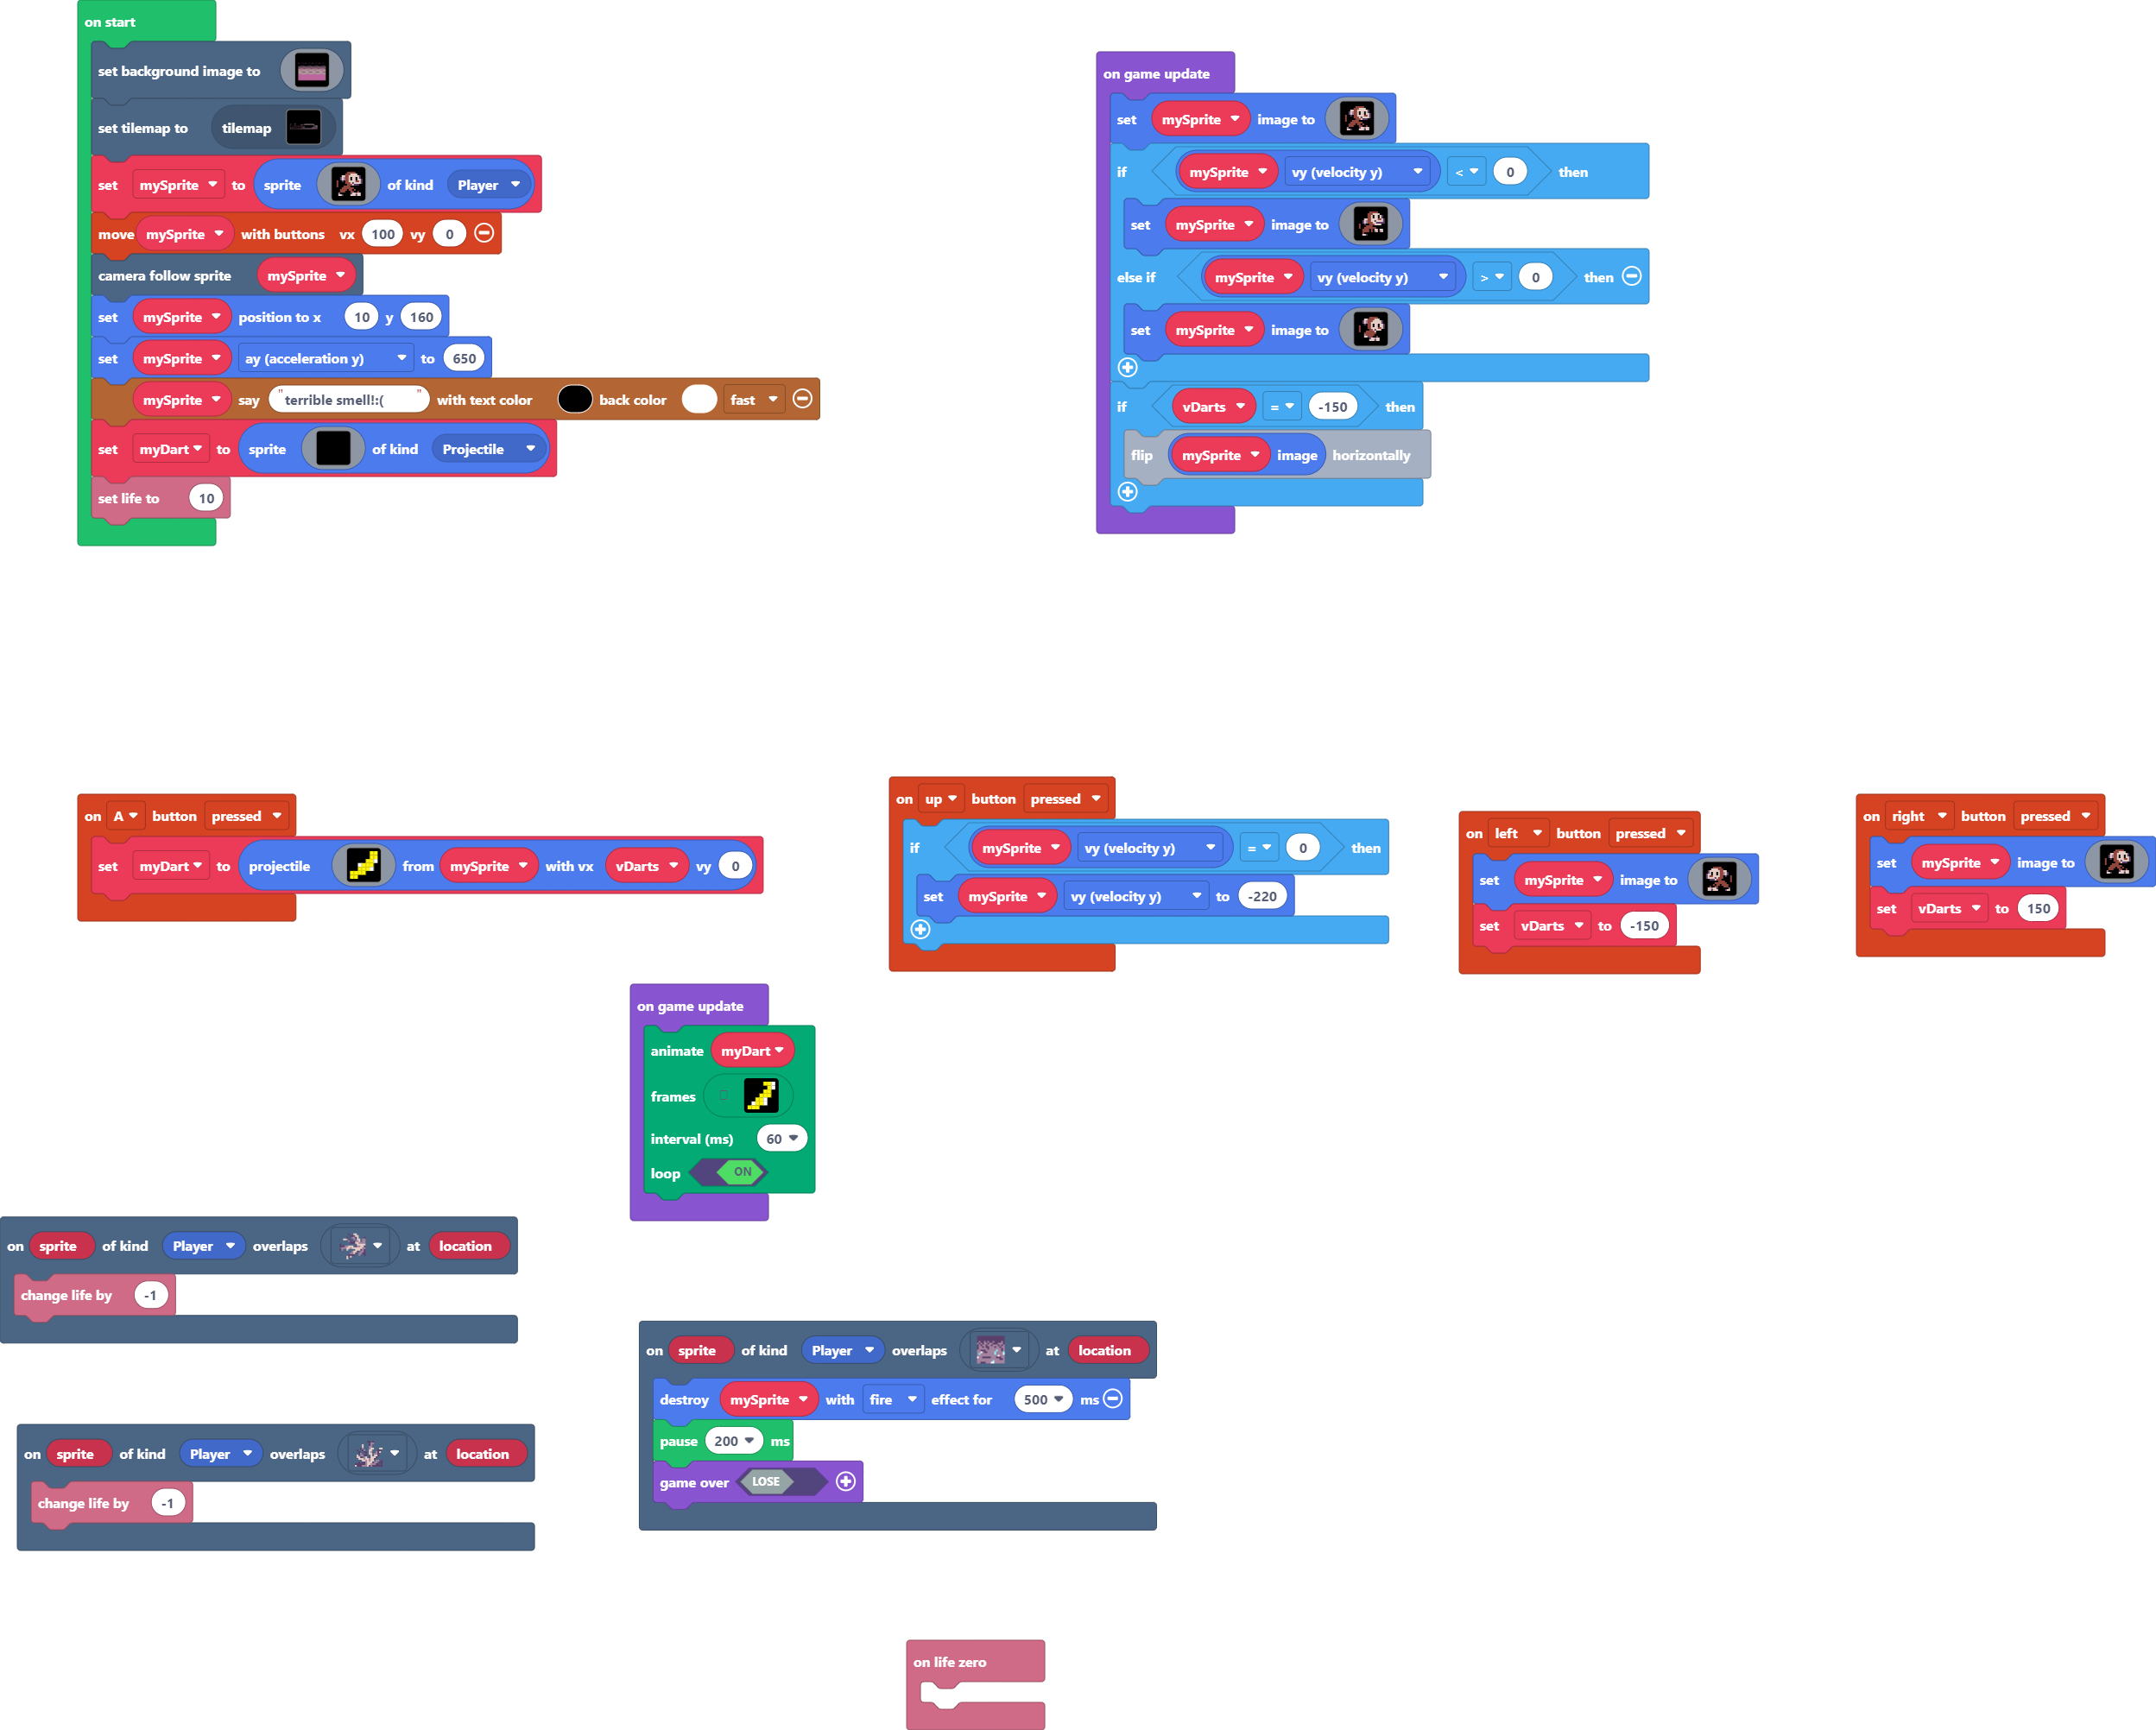 on start
set background image to
set tilemap to tilemap
set mySprite to sprite of kind Player
move mySprite with buttons vx 100 vy 0
camera follow sprite mySprite
set mySprite position to x 10 y 160
set mySprite ay (acceleration y) to 650
mySprite say "terrible smell!:( " with text color back color fast
set myDart to sprite of kind Projectile
set life to 10
on game update
set mySprite image to
if mySprite vy (velocity y) < 0 then
set mySprite image to
else if mySprite vy (velocity y) > 0 then
set mySprite image to
if vDarts = -150 then
flip mySprite image horizontally
on A button pressed
set myDart to projectile from mySprite with vx vDarts vy 0
on up button pressed
if mySprite vy (velocity y) = 0 then
set mySprite vy (velocity y) to -220
on left button pressed
set mySprite image to
set vDarts to -150
on right button pressed
set mySprite image to
set vDarts to 150
on game update
animate myDart
frames
interval (ms) 60
loop ON
on sprite of kind Player overlaps at location
change life by -1
on sprite of kind Player overlaps at location
destroy mySprite with fire effect for 500 ms
pause 200 ms
game over LOSE
on sprite of kind Player overlaps at location
change life by -1
on life zero